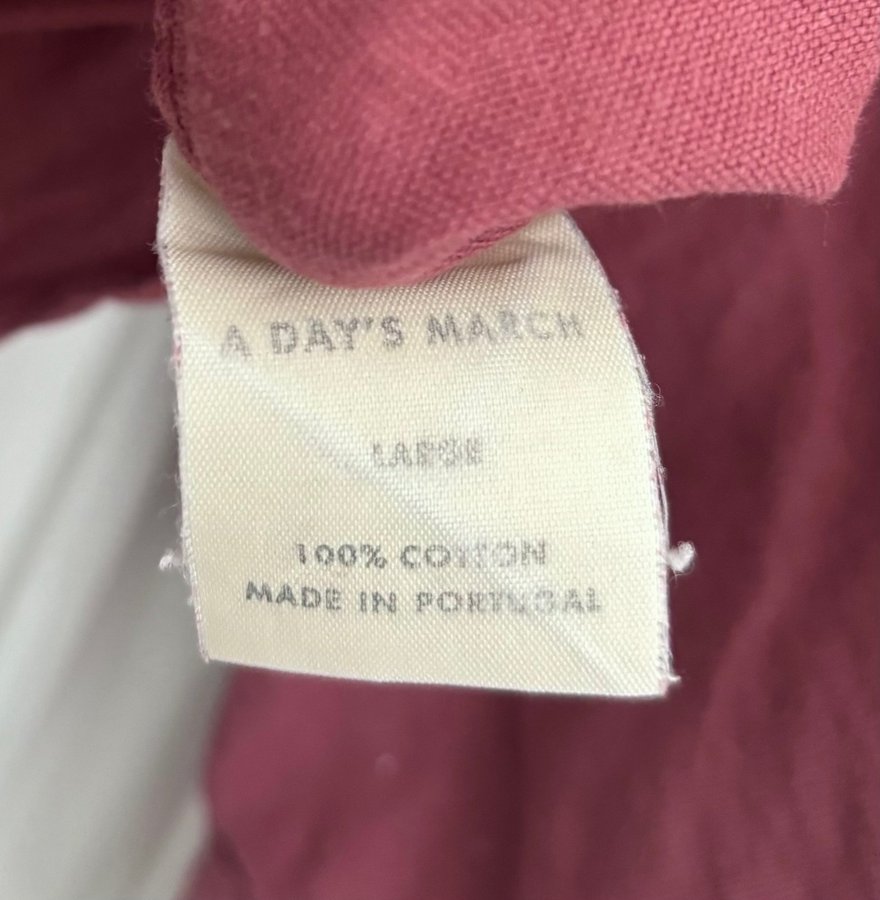 A DAY'S MARCH
LARGE
100% COTTON
MADE IN PORTUGAL